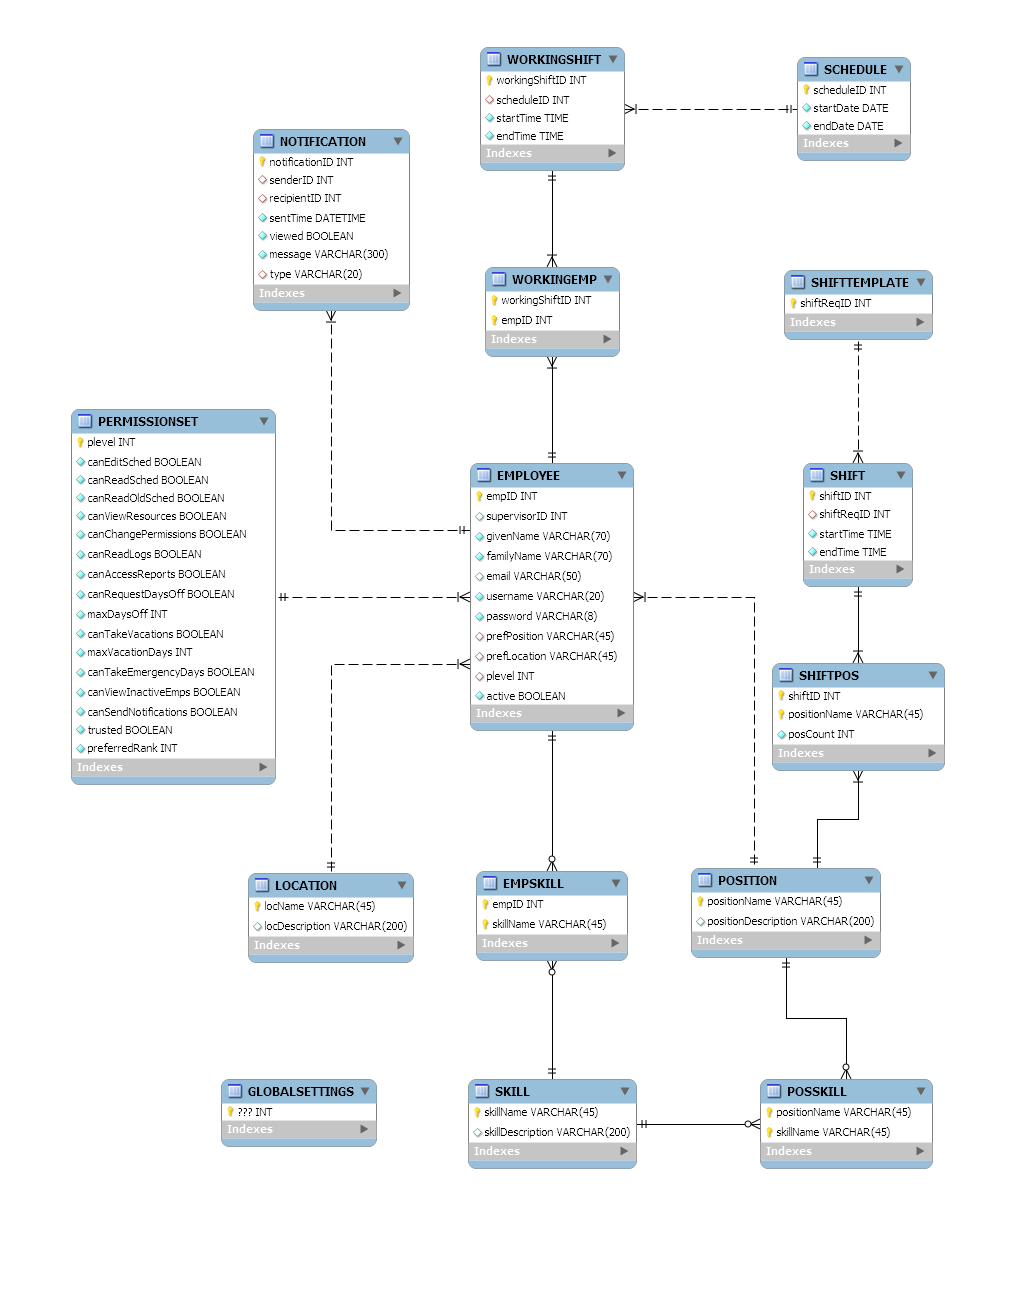 WORKINGSHIFT
workingShiftID INT
scheduleID INT
startTime TIME
endTime TIME
Indexes
SCHEDULE
scheduleID INT
startDate DATE
endDate DATE
Indexes
NOTIFICATION
notificationID INT
senderID INT
recipientID INT
sentTime DATETIME
viewed BOOLEAN
message VARCHAR(300)
type VARCHAR(20)
Indexes
WORKINGEMP
workingShiftID INT
empID INT
Indexes
SHIFTTEMPLATE
shiftReqID INT
Indexes
PERMISSIONSET
plevel INT
canEditSched BOOLEAN
canReadSched BOOLEAN
canReadOldSched BOOLEAN
canViewResources BOOLEAN
canChangePermissions BOOLEAN
canReadLogs BOOLEAN
canAccessReports BOOLEAN
canRequestDaysOff BOOLEAN
maxDaysOff INT
canTakeVacations BOOLEAN
maxVacationDays INT
canTakeEmergencyDays BOOLEAN
canViewInactiveEmps BOOLEAN
canSendNotifications BOOLEAN
trusted BOOLEAN
preferredRank INT
Indexes
EMPLOYEE
empID INT
supervisorID INT
givenName VARCHAR(70)
familyName VARCHAR(70)
email VARCHAR(50)
username VARCHAR(20)
password VARCHAR(8)
prefPosition VARCHAR(45)
prefLocation VARCHAR(45)
plevel INT
active BOOLEAN
Indexes
SHIFT
shiftID INT
shiftReqID INT
startTime TIME
endTime TIME
Indexes
SHIFTPOS
shiftID INT
positionName VARCHAR(45)
posCount INT
Indexes
LOCATION
locName VARCHAR(45)
locDescription VARCHAR(200)
Indexes
EMPSKILL
empID INT
skillName VARCHAR(45)
Indexes
POSITION
positionName VARCHAR(45)
positionDescription VARCHAR(200)
Indexes
GLOBALSETTINGS
??? INT
Indexes
SKILL
skillName VARCHAR(45)
skillDescription VARCHAR(200)
Indexes
POSSKILL
positionName VARCHAR(45)
skillName VARCHAR(45)
Indexes